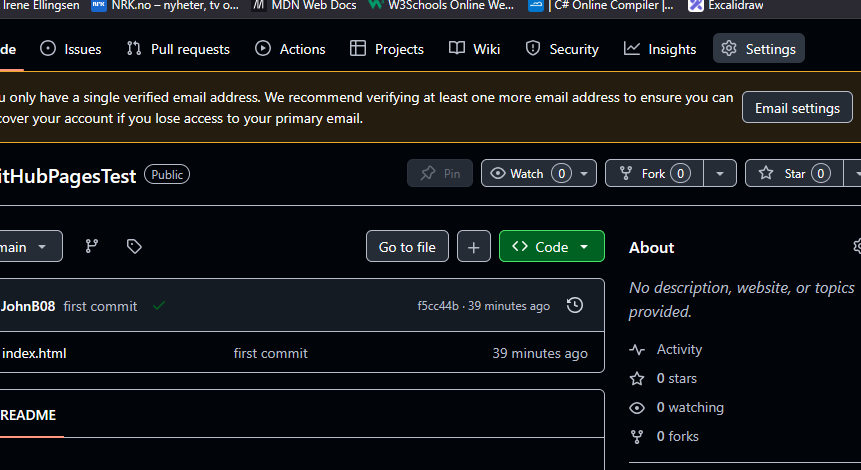 Irene Ellingsen NRK.no – nyheter, tv o... MDN Web Docs W3Schools Online We... | C# Online Compiler |... Excalidraw
de Issues Pull requests Actions Projects Wiki Security Insights Settings
u only have a single verified email address. We recommend verifying at least one more email address to ensure you can
cover your account if you lose access to your primary email.
Email settings
itHubPagesTest Public Pin Watch 0 Fork 0 Star 0
main Go to file + Code
JohnB08 first commit f5cc44b · 39 minutes ago
index.html first commit 39 minutes ago
README
About
No description, website, or topics
provided.
Activity
0 stars
0 watching
0 forks